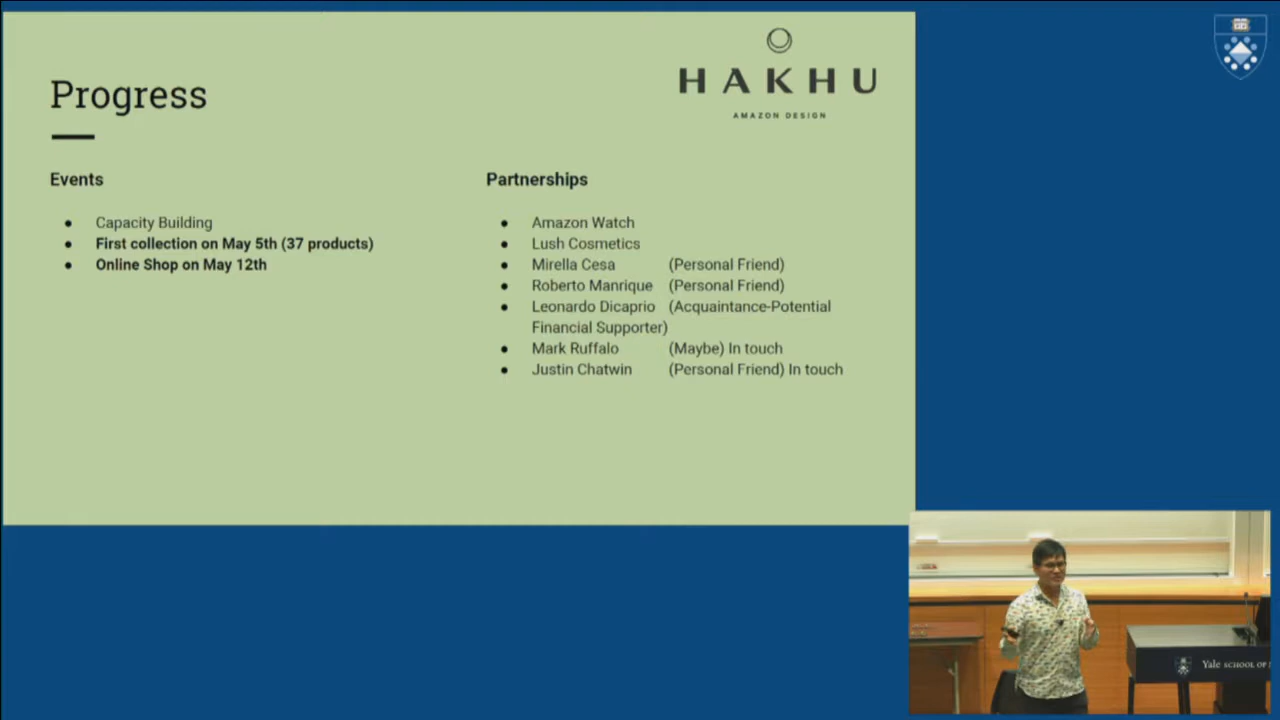 HAKHU
AMAZON DESIGN
Progress
Events
● Capacity Building
● First collection on May 5th (37 products)
● Online Shop on May 12th
Partnerships
● Amazon Watch
● Lush Cosmetics
● Mirella Cesa (Personal Friend)
● Roberto Manrique (Personal Friend)
● Leonardo Dicaprio (Acquaintance-Potential
Financial Supporter)
● Mark Ruffalo (Maybe) In touch
● Justin Chatwin (Personal Friend) In touch
Yale SCHOOL OF